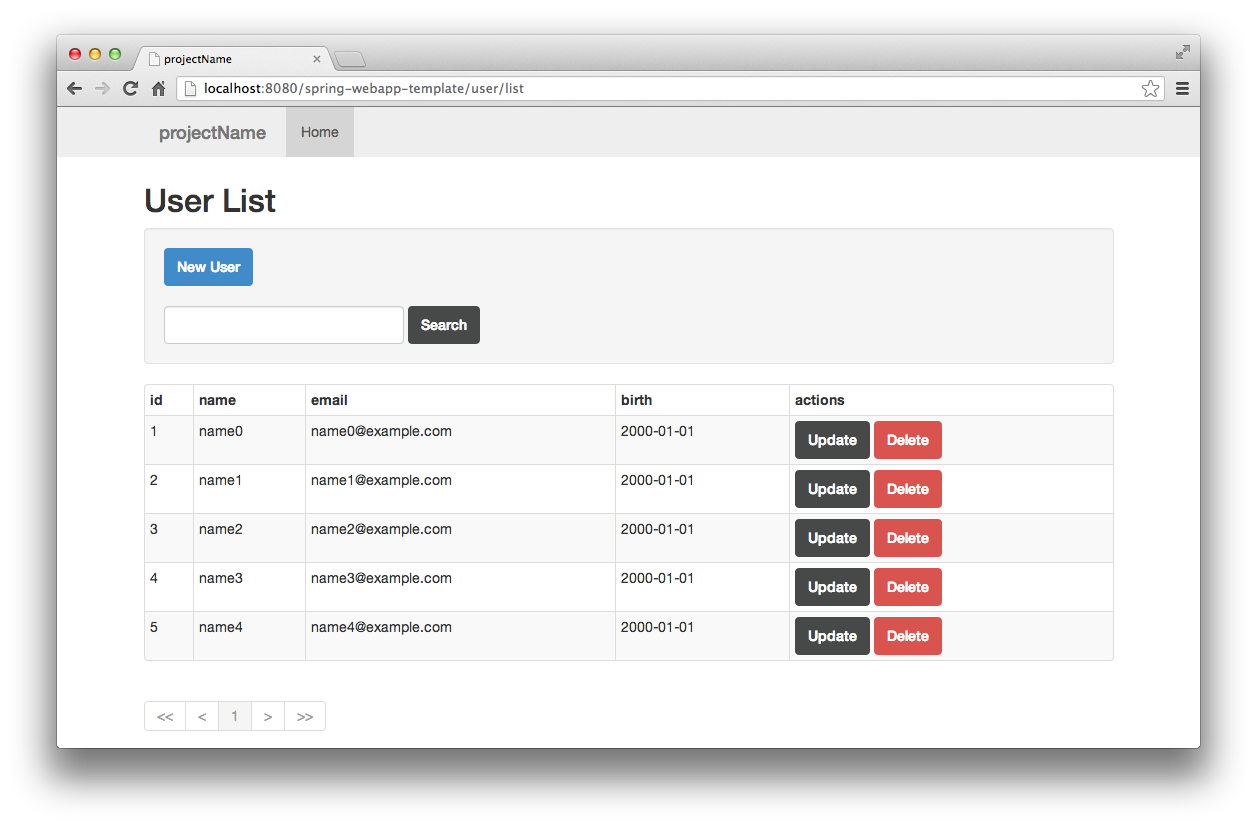 projectName
localhost:8080/spring-webapp-template/user/list
projectName Home
User List
New User
Search
id name email birth actions
1 name0 name0@example.com 2000-01-01 Update Delete
2 name1 name1@example.com 2000-01-01 Update Delete
3 name2 name2@example.com 2000-01-01 Update Delete
4 name3 name3@example.com 2000-01-01 Update Delete
5 name4 name4@example.com 2000-01-01 Update Delete
<< < 1 > >>